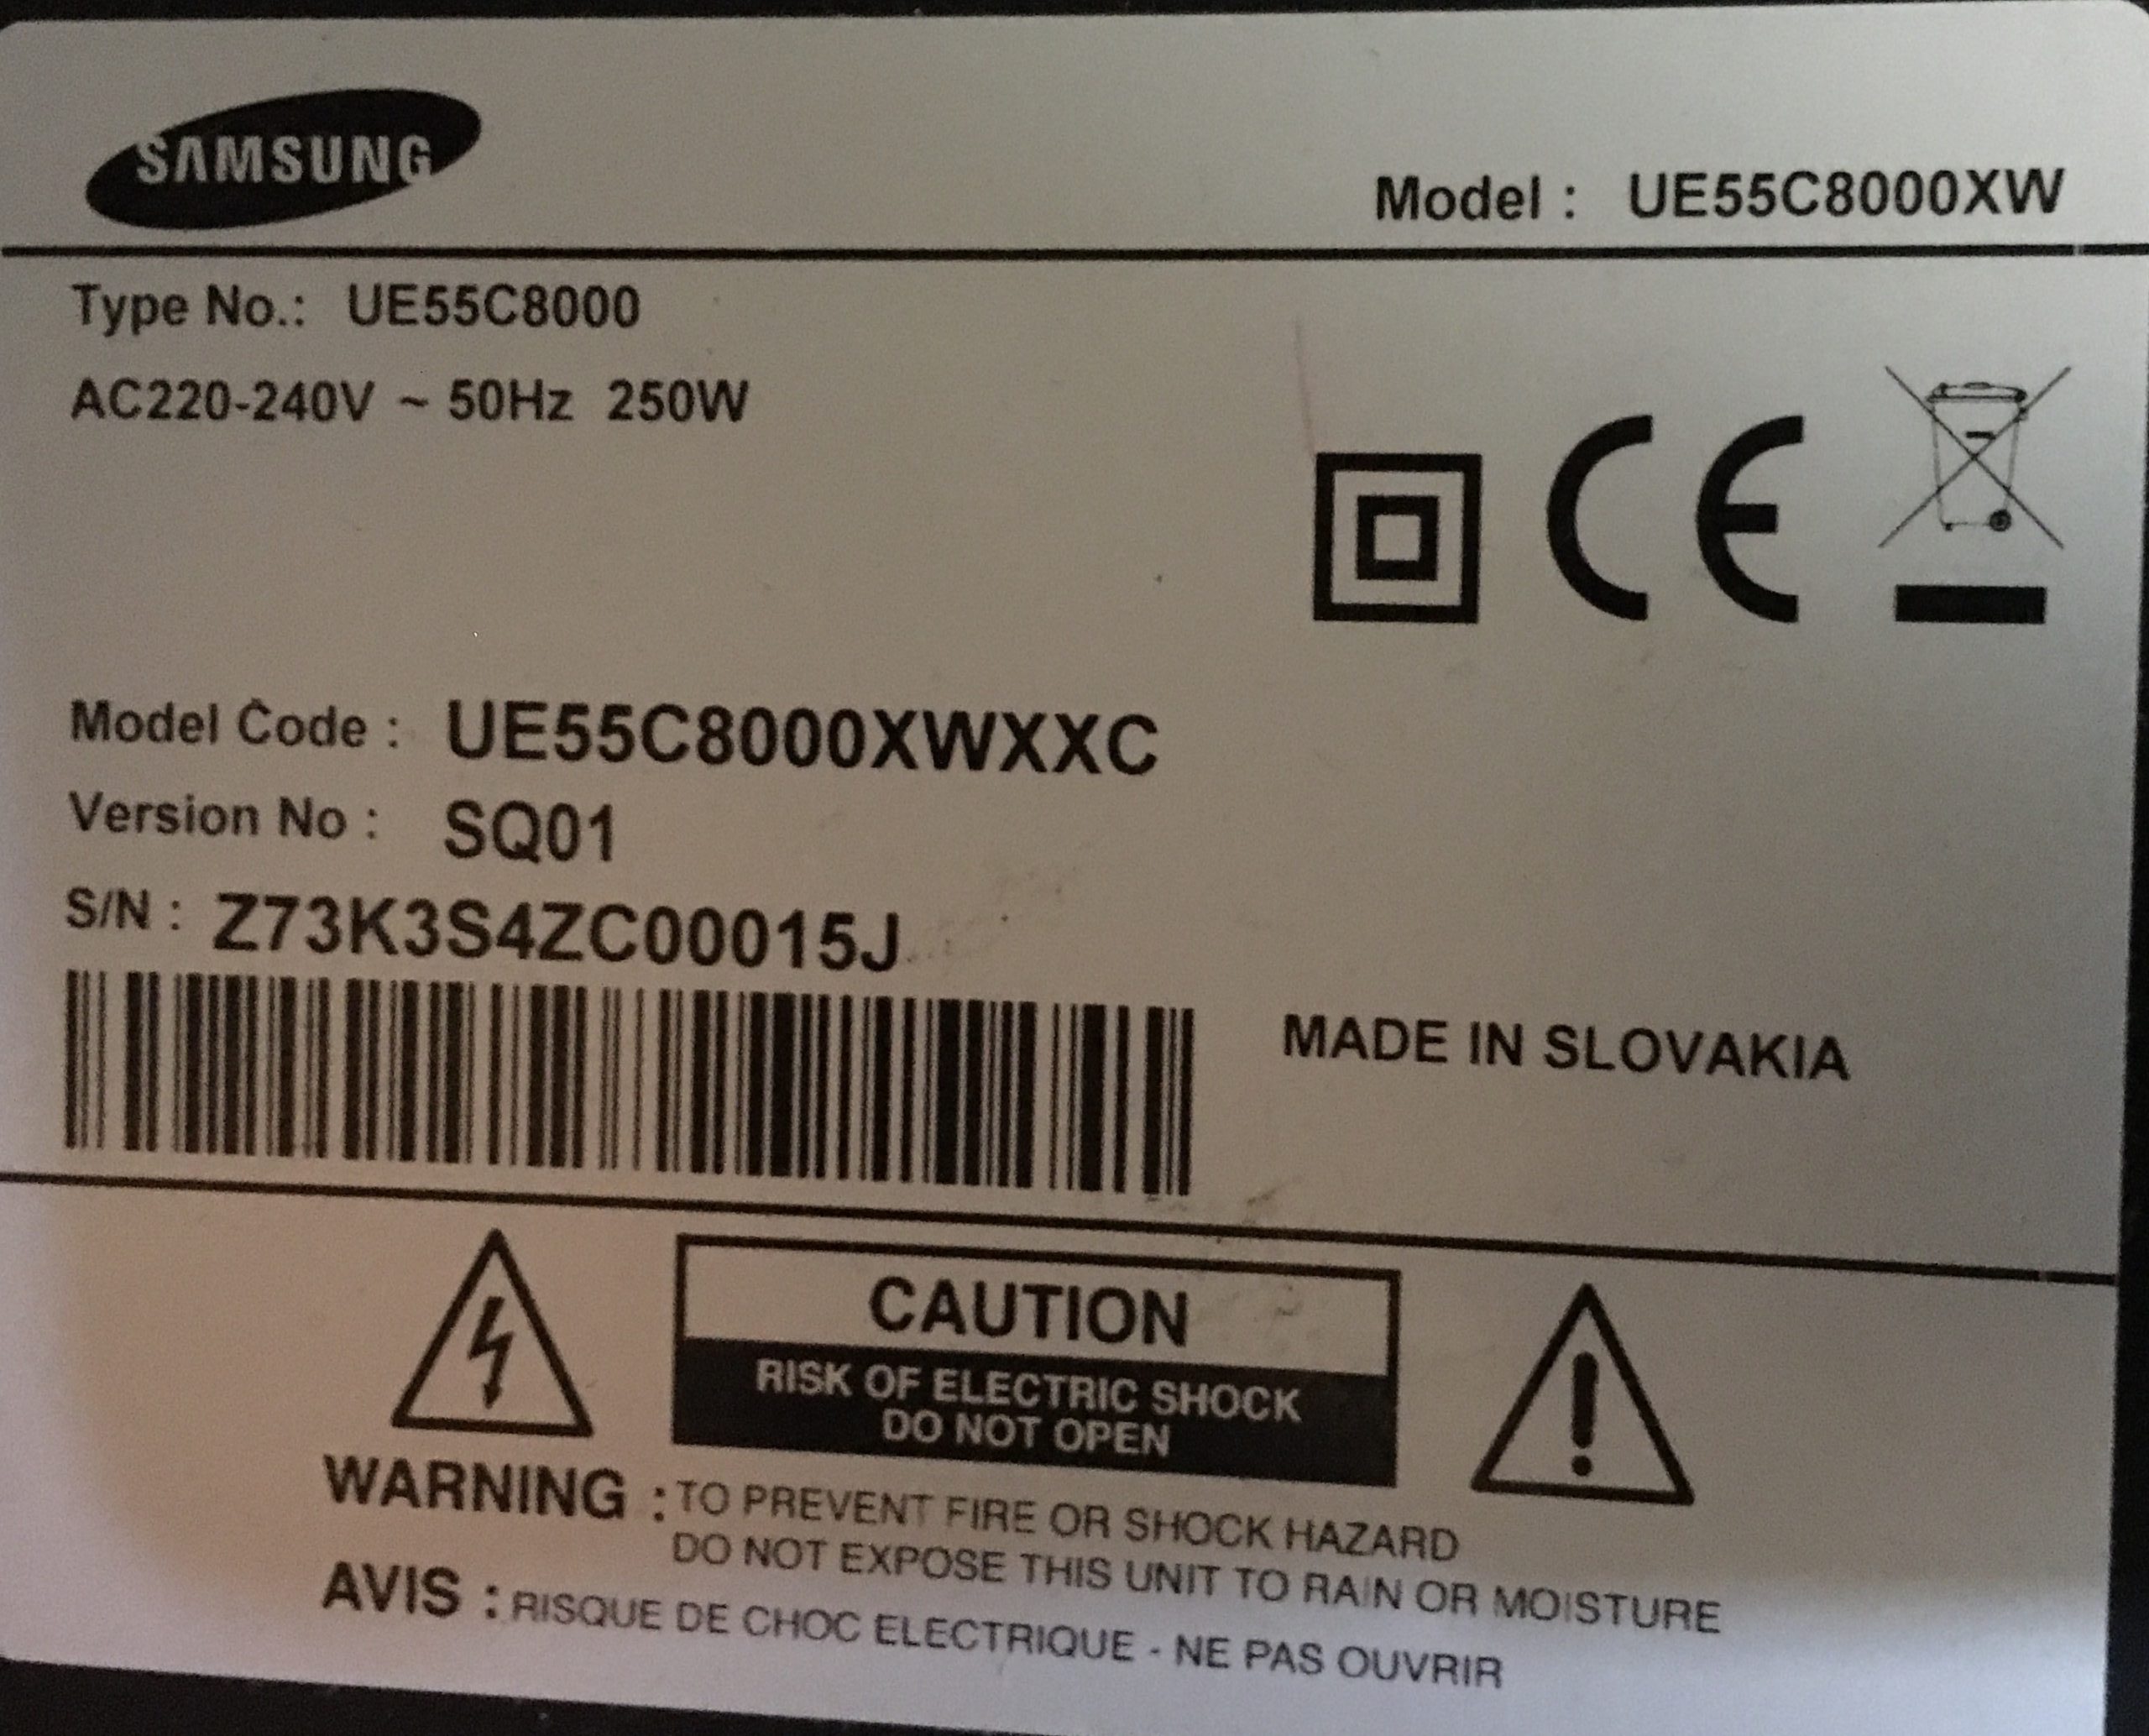 SAMSUNG
Model : UE55C8000XW
Type No.: UE55C8000
AC220-240V ~ 50Hz 250W
CE
Model Code : UE55C8000XWXXC
Version No : SQ01
S/N : Z73K3S4ZC00015J
MADE IN SLOVAKIA
CAUTION
RISK OF ELECTRIC SHOCK
DO NOT OPEN
WARNING : TO PREVENT FIRE OR SHOCK HAZARD
DO NOT EXPOSE THIS UNIT TO RAIN OR MOISTURE
AVIS : RISQUE DE CHOC ELECTRIQUE - NE PAS OUVRIR